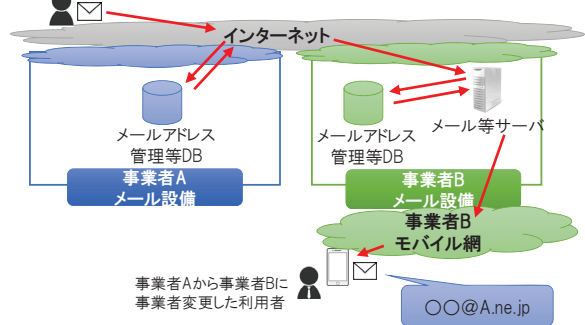 インターネット
メールアドレス
管理等DB
事業者A
メール設備
メールアドレス
管理等DB
メール等サーバ
事業者B
メール設備
事業者B
モバイル網
事業者Aから事業者Bに
事業者変更した利用者
〇〇@A.ne.jp